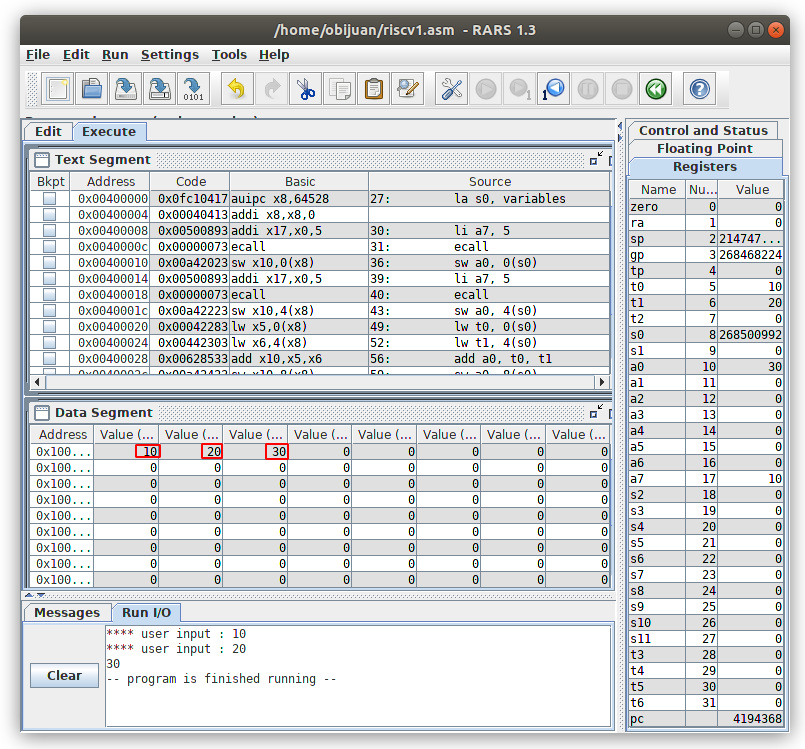 /home/obijuan/riscv1.asm - RARS 1.3
File Edit Run Settings Tools Help
0101 1 1
Edit Execute
Text Segment
Bkpt Address Code Basic Source
0x00400000 0x0fc10417 auipc x8,64528 27: la s0, variables
0x00400004 0x00040413 addi x8,x8,0
0x00400008 0x00500893 addi x17,x0,5 30: li a7, 5
0x0040000c 0x00000073 ecall 31: ecall
0x00400010 0x00a42023 sw x10,0(x8) 36: sw a0, 0(s0)
0x00400014 0x00500893 addi x17,x0,5 39: li a7, 5
0x00400018 0x00000073 ecall 40: ecall
0x0040001c 0x00a42223 sw x10,4(x8) 43: sw a0, 4(s0)
0x00400020 0x00042283 lw x5,0(x8) 49: lw t0, 0(s0)
0x00400024 0x00442303 lw x6,4(x8) 52: lw t1, 4(s0)
0x00400028 0x00628533 add x10,x5,x6 56: add a0, t0, t1
Data Segment
Address Value (... Value (... Value (... Value (... Value (... Value (... Value (... Value (...
0x100... 10 20 30 0 0 0 0 0
0x100... 0 0 0 0 0 0 0 0
0x100... 0 0 0 0 0 0 0 0
0x100... 0 0 0 0 0 0 0 0
0x100... 0 0 0 0 0 0 0 0
0x100... 0 0 0 0 0 0 0 0
0x100... 0 0 0 0 0 0 0 0
0x100... 0 0 0 0 0 0 0 0
0x100... 0 0 0 0 0 0 0 0
Messages Run I/O
Clear
**** user input : 10
**** user input : 20
30
-- program is finished running --
Control and Status
Floating Point
Registers
Name Nu... Value
zero 0 0
ra 1 0
sp 2 214747...
gp 3 268468224
tp 4 0
t0 5 10
t1 6 20
t2 7 0
s0 8 268500992
s1 9 0
a0 10 30
a1 11 0
a2 12 0
a3 13 0
a4 14 0
a5 15 0
a6 16 0
a7 17 10
s2 18 0
s3 19 0
s4 20 0
s5 21 0
s6 22 0
s7 23 0
s8 24 0
s9 25 0
s10 26 0
s11 27 0
t3 28 0
t4 29 0
t5 30 0
t6 31 0
pc 4194368